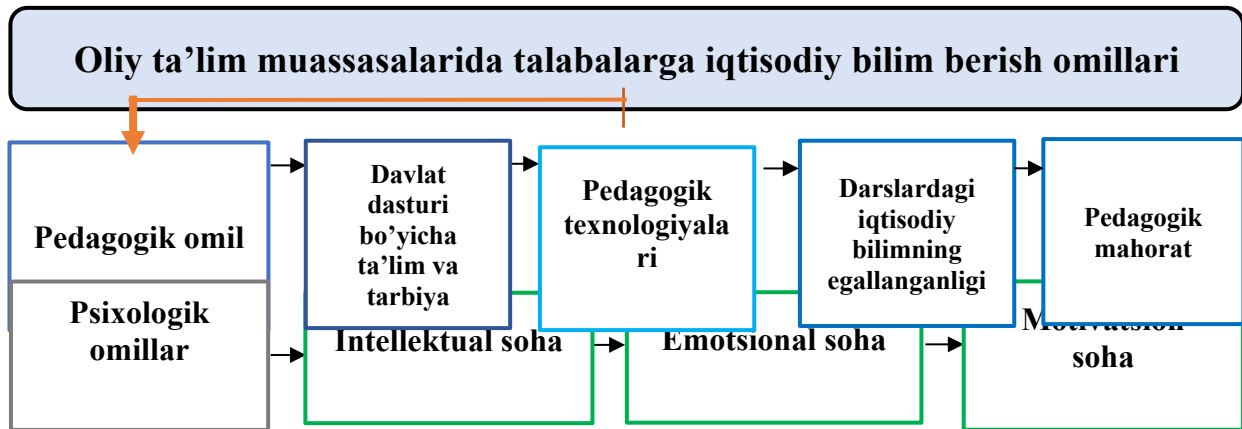 Oliy ta’lim muassasalarida talabalarga iqtisodiy bilim berish omillari
Pedagogik omil
Davlat
dasturi
bo’yicha
ta’lim va
tarbiya
Pedagogik
texnologiyala
ri
Darslardagi
iqtisodiy
bilimning
egallanganligi
Pedagogik
mahorat
Psixologik
omillar
Intellektual soha
Emotsional soha
Motivatsion
soha